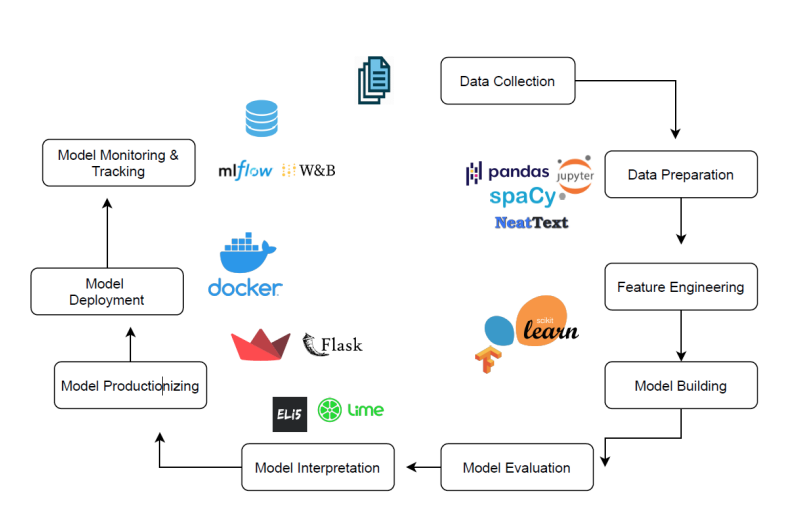 Data Collection
Model Monitoring &
Tracking
mlflow
W&B
pandas
jupyter
Data Preparation
spaCy
NeatText
docker
Model
Deployment
Feature Engineering
scikit
learn
Flask
Model Productionizing
Model Building
ELI5
Lime
Model Interpretation
Model Evaluation